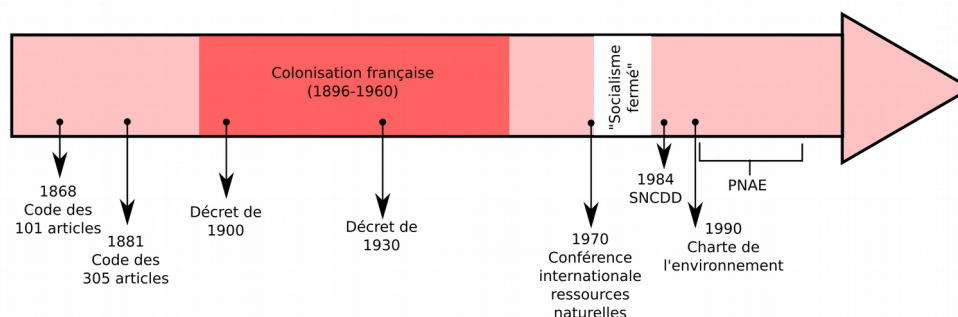 Colonisation française
(1896-1960)
"Socialisme
fermé"
1868
Code des
101 articles
1881
Code des
305 articles
Décret de
1900
Décret de
1930
1970
Conférence
internationale
ressources
naturelles
1984
SNCDD
1990
Charte de
l'environnement
PNAE